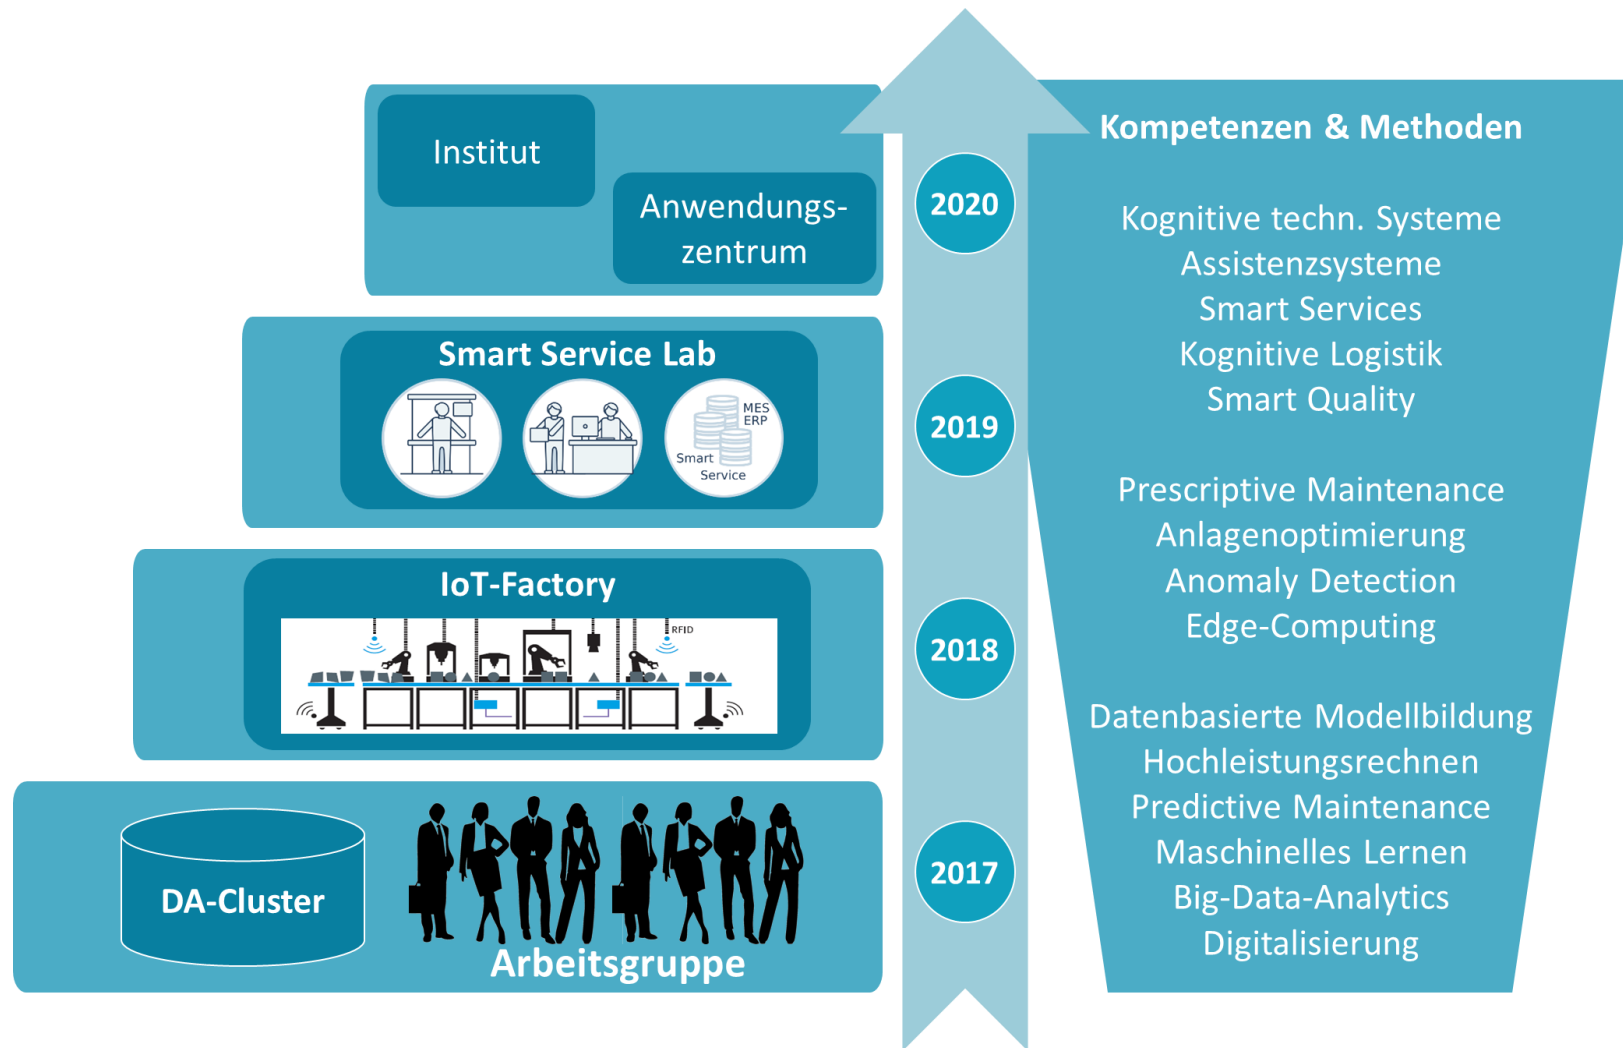 Institut
Anwendungs-
zentrum
Smart Service Lab
MES
ERP
Smart
Service
IoT-Factory
RFID
DA-Cluster
Arbeitsgruppe
2020
2019
2018
2017
Kompetenzen & Methoden
Kognitive techn. Systeme
Assistenzsysteme
Smart Services
Kognitive Logistik
Smart Quality
Prescriptive Maintenance
Anlagenoptimierung
Anomaly Detection
Edge-Computing
Datenbasierte Modellbildung
Hochleistungsrechnen
Predictive Maintenance
Maschinelles Lernen
Big-Data-Analytics
Digitalisierung